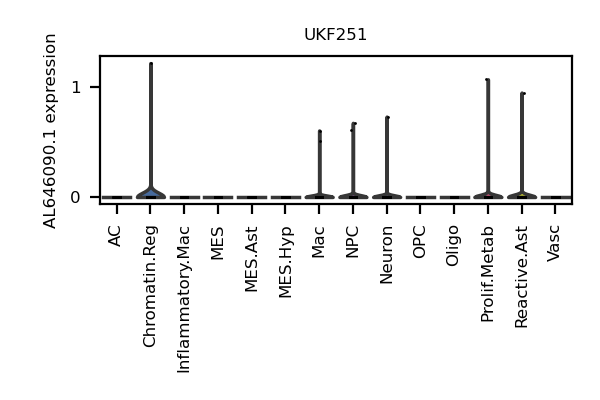 UKF251
AL646090.1 expression
1
0
AC
Chromatin.Reg
Inflammatory.Mac
MES
MES.Ast
MES.Hyp
Mac
NPC
Neuron
OPC
Oligo
Prolif.Metab
Reactive.Ast
Vasc